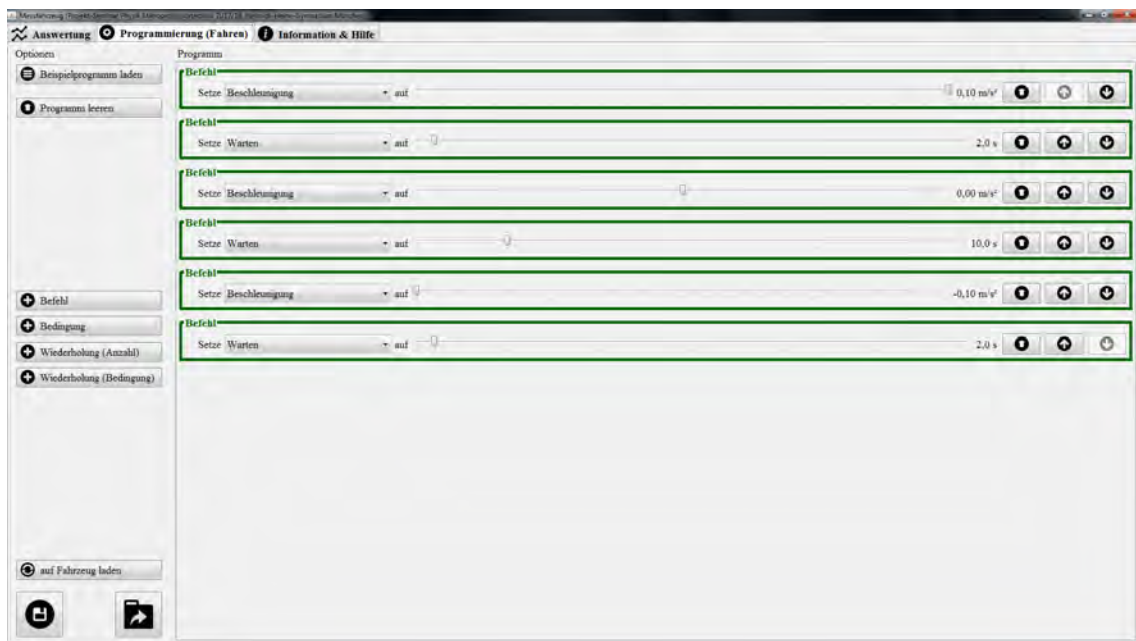 Auswertung Programmierung (Fahren) Information & Hilfe
Optionen
Programm
Beispielprogramm laden
Programm leeren
Befehl
Setze Beschleunigung auf 0,10 m/s²
Befehl
Setze Warten auf 2,0 s
Befehl
Setze Beschleunigung auf 0,00 m/s²
Befehl
Setze Warten auf 10,0 s
Befehl
Setze Beschleunigung auf -0,10 m/s²
Befehl
Setze Warten auf 2,0 s
Befehl
Bedingung
Wiederholung (Anzahl)
Wiederholung (Bedingung)
auf Fahrzeug laden